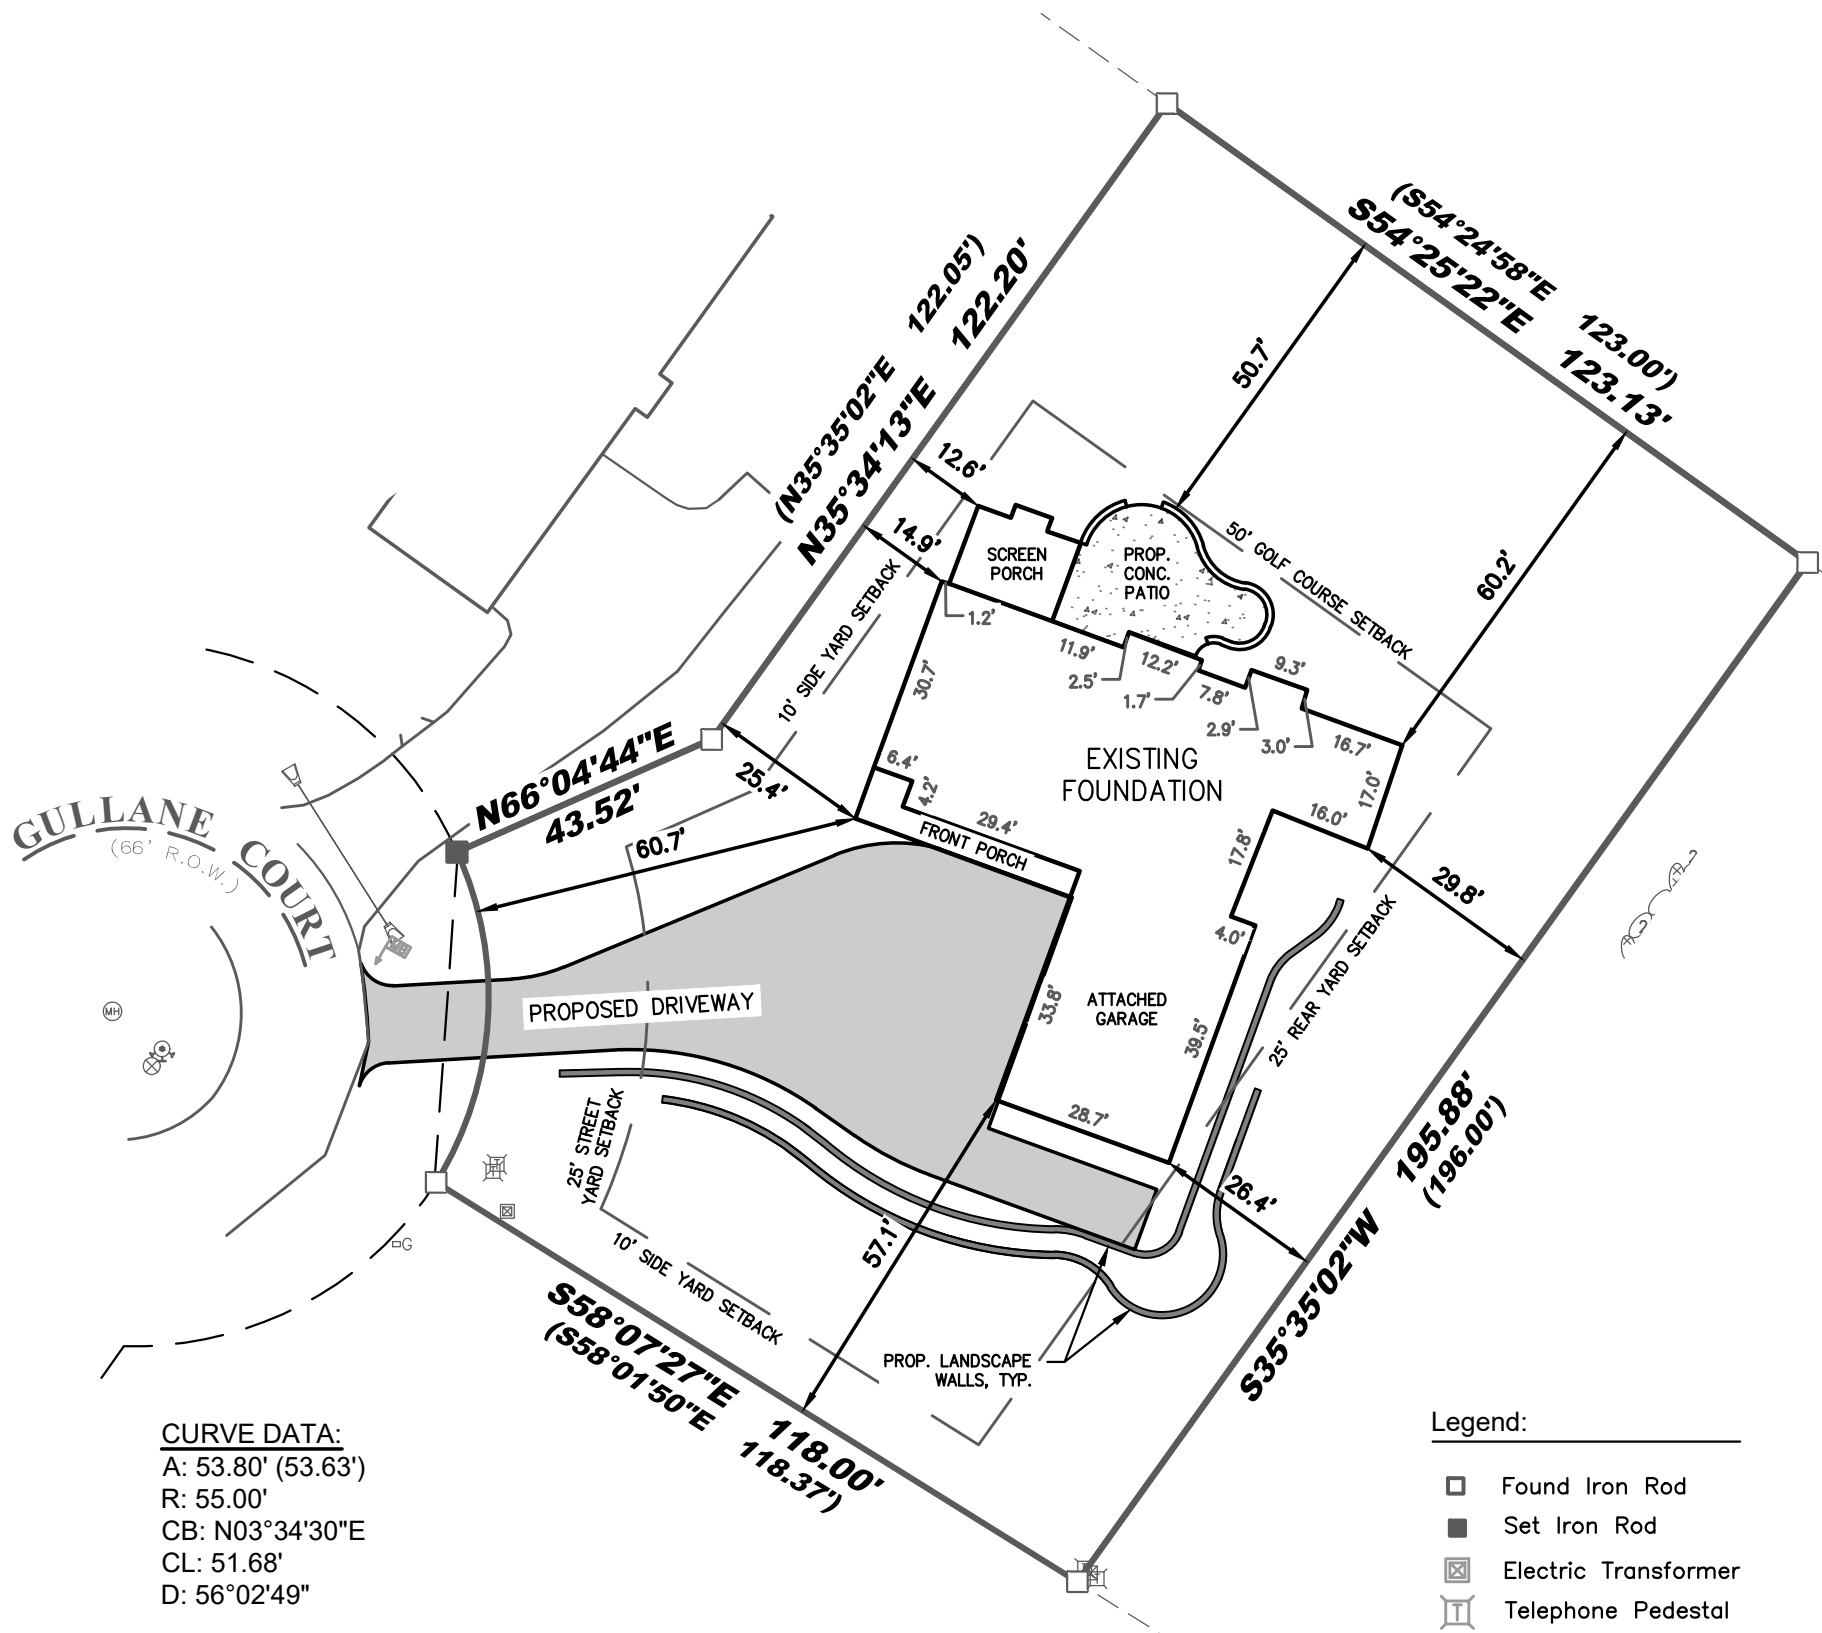 (S54°24'58"E 123.00')
S54°25'22"E 123.13'
(N35°35'02"E 122.05')
N35°34'13"E 122.20'
50.7'
60.2'
12.6'
14.9'
SCREEN
PORCH
PROP.
CONC.
PATIO
50' GOLF COURSE SETBACK
10' SIDE YARD SETBACK
1.2'
11.9'
12.2'
9.3'
2.5'
1.7'
7.8'
2.9'
3.0'
16.7'
30.7'
EXISTING
FOUNDATION
6.4'
4.2'
29.4'
FRONT PORCH
17.0'
16.0'
17.8'
4.0'
N66°04'44"E
43.52'
25.4'
60.7'
29.8'
GULLANE COURT
(66' R.O.W.)
MH
PROPOSED DRIVEWAY
ATTACHED
GARAGE
33.8'
39.5'
28.7'
25' REAR YARD SETBACK
25' STREET
YARD SETBACK
T
G
10' SIDE YARD SETBACK
57.1'
26.4'
195.88'
(196.00')
S35°35'02"W
S58°07'27"E 118.00'
(S58°01'50"E 118.37')
PROP. LANDSCAPE
WALLS, TYP.
CURVE DATA:
A: 53.80' (53.63')
R: 55.00'
CB: N03°34'30"E
CL: 51.68'
D: 56°02'49"
Legend:
Found Iron Rod
Set Iron Rod
Electric Transformer
T Telephone Pedestal